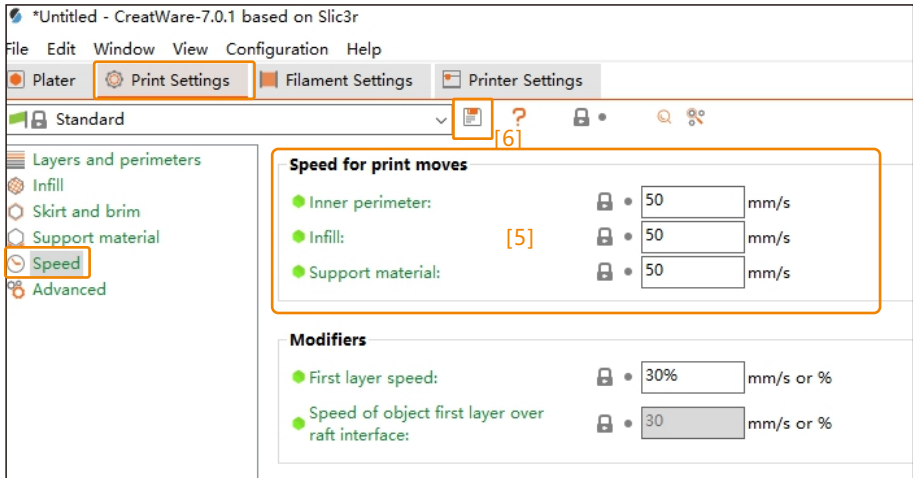 *Untitled - CreatWare-7.0.1 based on Slic3r
File Edit Window View Configuration Help
Plater Print Settings Filament Settings Printer Settings
Standard
?
[6]
Layers and perimeters
Infill
Skirt and brim
Support material
Speed
Advanced
Speed for print moves
Inner perimeter: 50 mm/s
Infill: [5] 50 mm/s
Support material: 50 mm/s
Modifiers
First layer speed: 30% mm/s or %
Speed of object first layer over
raft interface: 30 mm/s or %